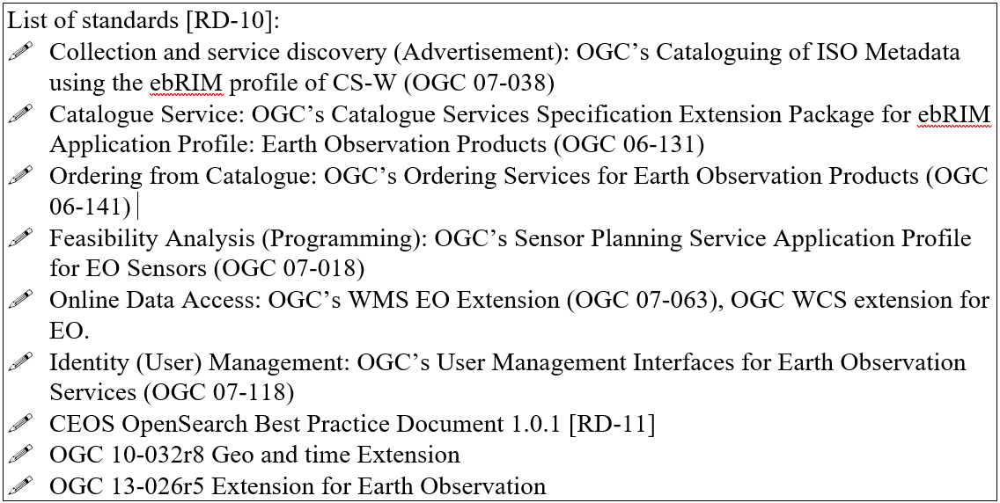 List of standards [RD-10]:
Collection and service discovery (Advertisement): OGC’s Cataloguing of ISO Metadata
using the ebRIM profile of CS-W (OGC 07-038)
Catalogue Service: OGC’s Catalogue Services Specification Extension Package for ebRIM
Application Profile: Earth Observation Products (OGC 06-131)
Ordering from Catalogue: OGC’s Ordering Services for Earth Observation Products (OGC
06-141)
Feasibility Analysis (Programming): OGC’s Sensor Planning Service Application Profile
for EO Sensors (OGC 07-018)
Online Data Access: OGC’s WMS EO Extension (OGC 07-063), OGC WCS extension for
EO.
Identity (User) Management: OGC’s User Management Interfaces for Earth Observation
Services (OGC 07-118)
CEOS OpenSearch Best Practice Document 1.0.1 [RD-11]
OGC 10-032r8 Geo and time Extension
OGC 13-026r5 Extension for Earth Observation